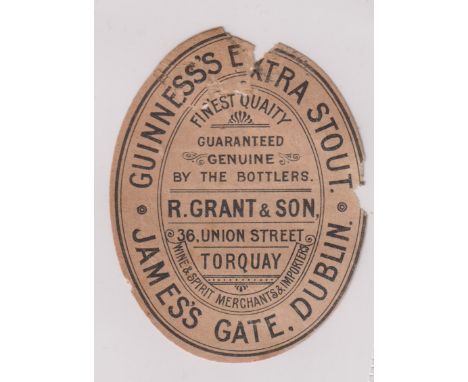 GUINNESS'S EXTRA STOUT.
FINEST QUAITY
GUARANTEED
GENUINE
BY THE BOTTLERS.
R. GRANT & SON,
36, UNION STREET
TORQUAY
WINE & SPIRIT MERCHANTS & IMPORTERS
JAMES'S GATE, DUBLIN.